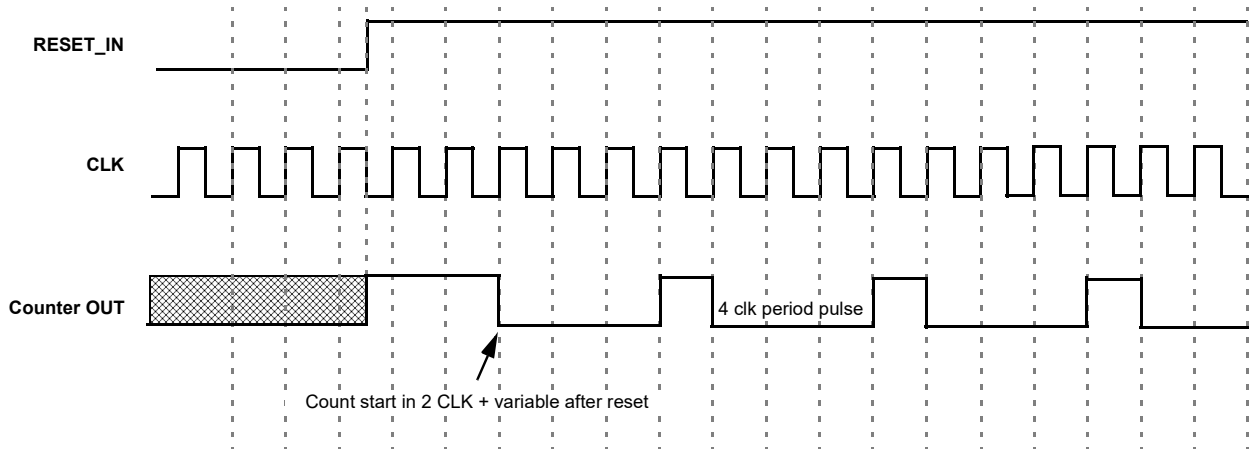 RESET_IN
CLK
Counter OUT
4 clk period pulse
Count start in 2 CLK + variable after reset